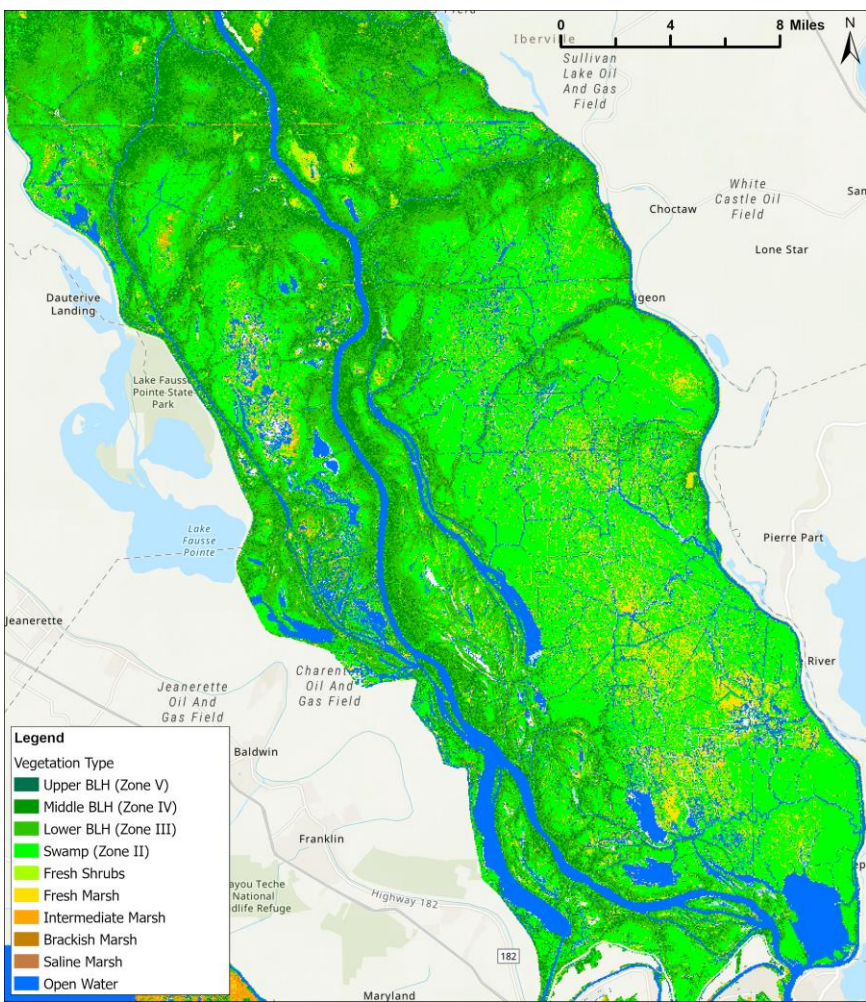 0 4 8 Miles
N
Iberville
Sullivan
Lake Oil
And Gas
Field
White
Castle Oil
Field
Choctaw
Lone Star
Dauterive
Landing
igeon
Lake Fausse
Pointe State
Park
Pierre Part
Lake
Fausse
Pointe
Jeanerette
River
Charent
Oil And
Gas Field
Jeanerette
Oil And
Gas Field
Baldwin
Franklin
ayou Teche
National
ildlife Refuge
Highway 182
182
Maryland
Legend
Vegetation Type
Upper BLH (Zone V)
Middle BLH (Zone IV)
Lower BLH (Zone III)
Swamp (Zone II)
Fresh Shrubs
Fresh Marsh
Intermediate Marsh
Brackish Marsh
Saline Marsh
Open Water